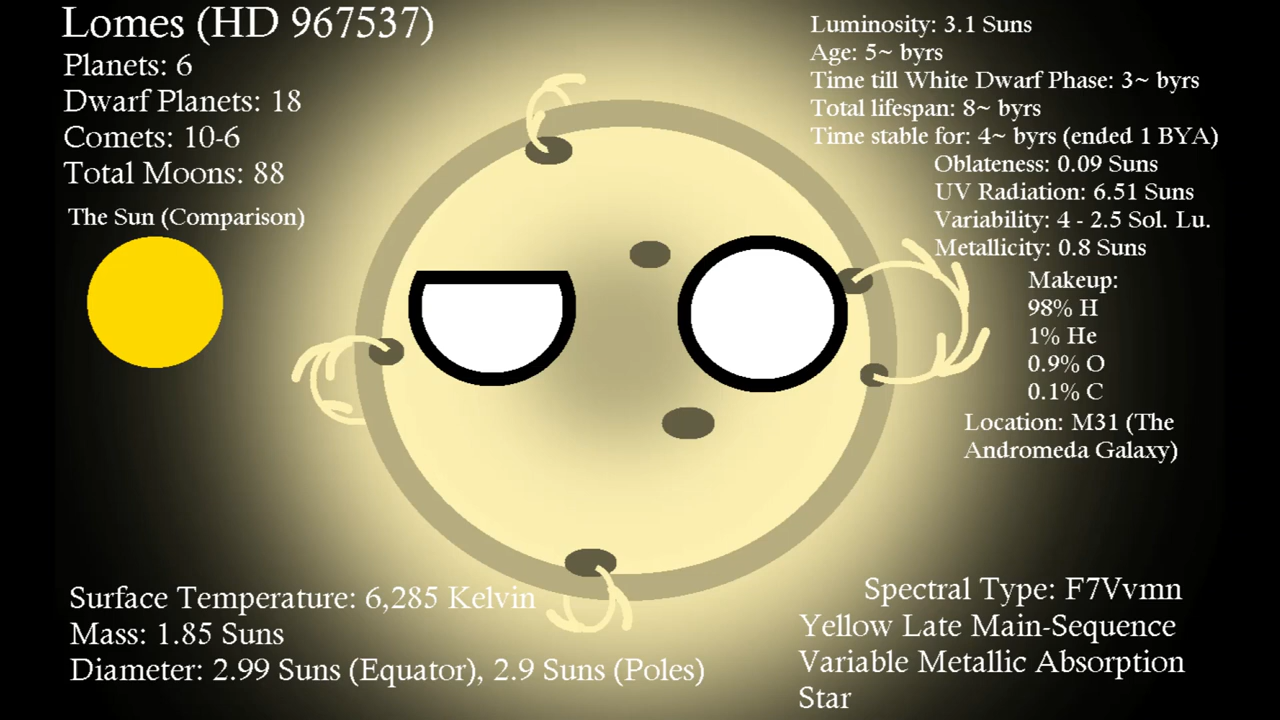 Lomes (HD 967537)
Planets: 6
Dwarf Planets: 18
Comets: 10-6
Total Moons: 88
The Sun (Comparison)
Luminosity: 3.1 Suns
Age: 5~ byrs
Time till White Dwarf Phase: 3~ byrs
Total lifespan: 8~ byrs
Time stable for: 4~ byrs (ended 1 BYA)
Oblateness: 0.09 Suns
UV Radiation: 6.51 Suns
Variability: 4 - 2.5 Sol. Lu.
Metallicity: 0.8 Suns
Makeup:
98% H
1% He
0.9% O
0.1% C
Location: M31 (The
Andromeda Galaxy)
Surface Temperature: 6,285 Kelvin
Mass: 1.85 Suns
Diameter: 2.99 Suns (Equator), 2.9 Suns (Poles)
Spectral Type: F7Vvmn
Yellow Late Main-Sequence
Variable Metallic Absorption
Star